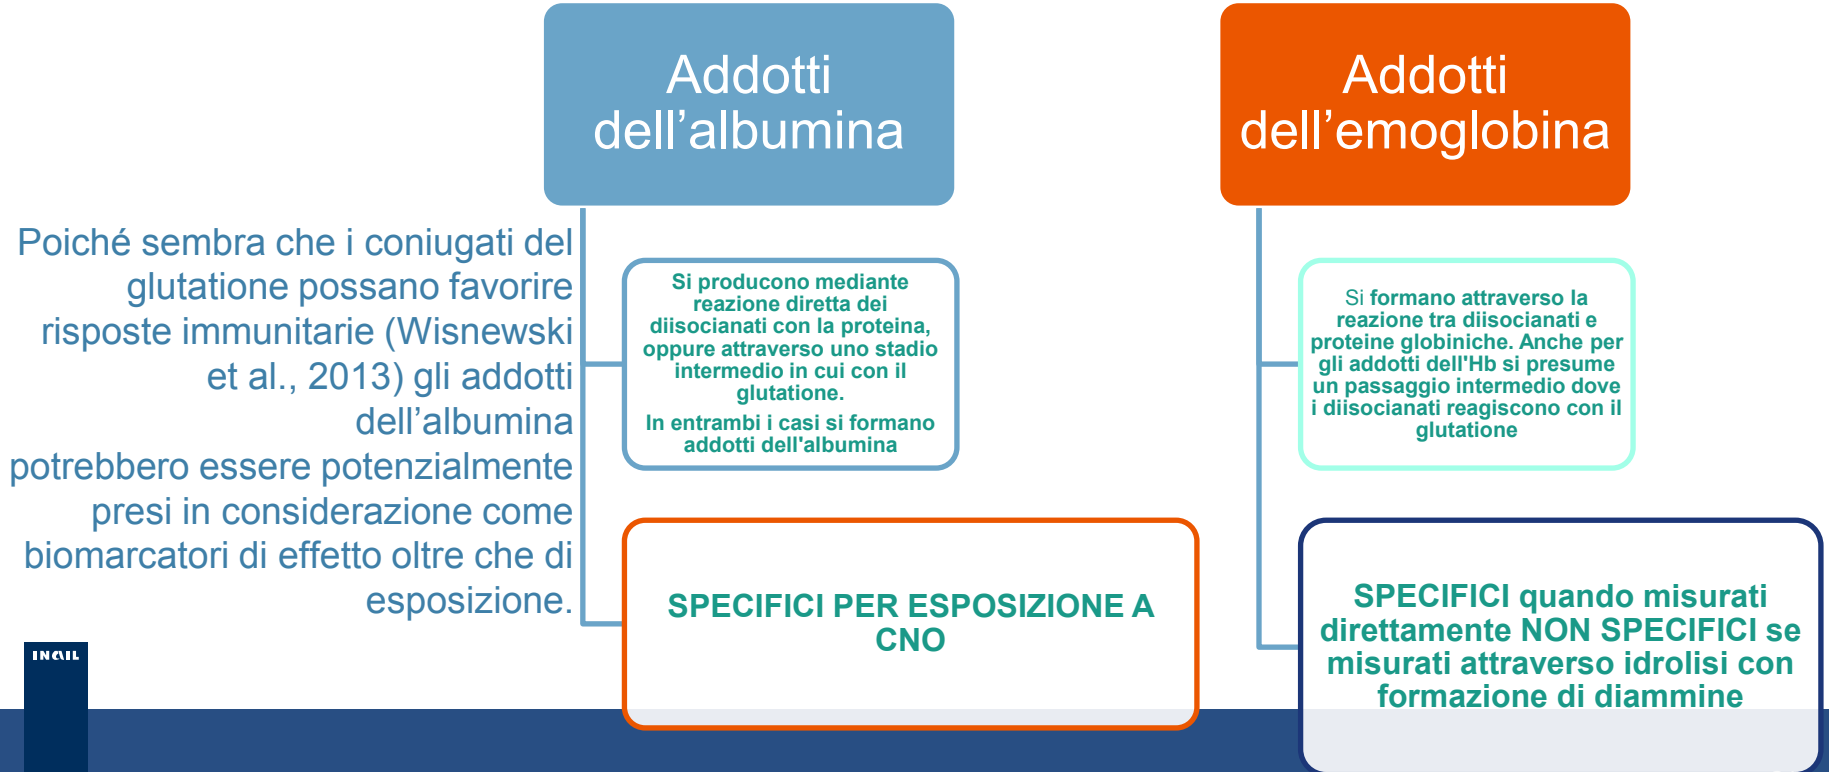 Addotti
dell’albumina
Addotti
dell’emoglobina
Poiché sembra che i coniugati del
glutatione possano favorire
risposte immunitarie (Wisnewski
et al., 2013) gli addotti
dell’albumina
potrebbero essere potenzialmente
presi in considerazione come
biomarcatori di effetto oltre che di
esposizione.
Si producono mediante
reazione diretta dei
diisocianati con la proteina,
oppure attraverso uno stadio
intermedio in cui con il
glutatione.
In entrambi i casi si formano
addotti dell'albumina
Si formano attraverso la
reazione tra diisocianati e
proteine globiniche. Anche per
gli addotti dell'Hb si presume
un passaggio intermedio dove
i diisocianati reagiscono con il
glutatione
SPECIFICI PER ESPOSIZIONE A
CNO
SPECIFICI quando misurati
direttamente NON SPECIFICI se
misurati attraverso idrolisi con
formazione di diammine
INAIL